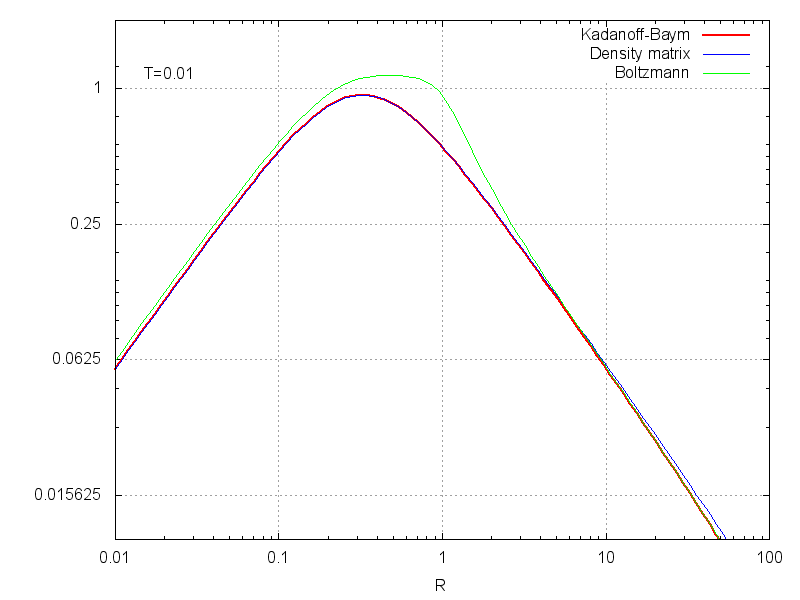 Kadanoff-Baym
Density matrix
Boltzmann
T=0.01
1
0.25
0.0625
0.015625
0.01 0.1 1 10 100
R